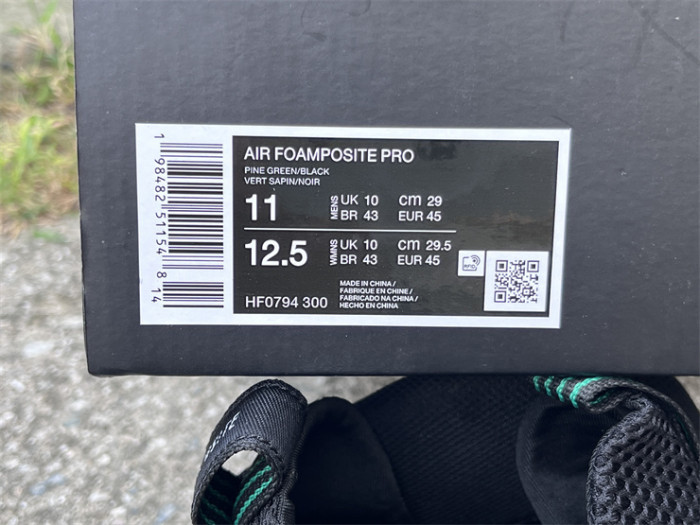 AIR FOAMPOSITE PRO
PINE GREEN/BLACK
VERT SAPIN/NOIR
11 MENS UK 10 cm 29
BR 43 EUR 45
12.5 WMNS UK 10 cm 29.5
BR 43 EUR 45
HF0794 300
MADE IN CHINA /
FABRIQUE EN CHINE /
FABRICADO NA CHINA /
HECHO EN CHINA
RFID
1 98482 51154 8 14